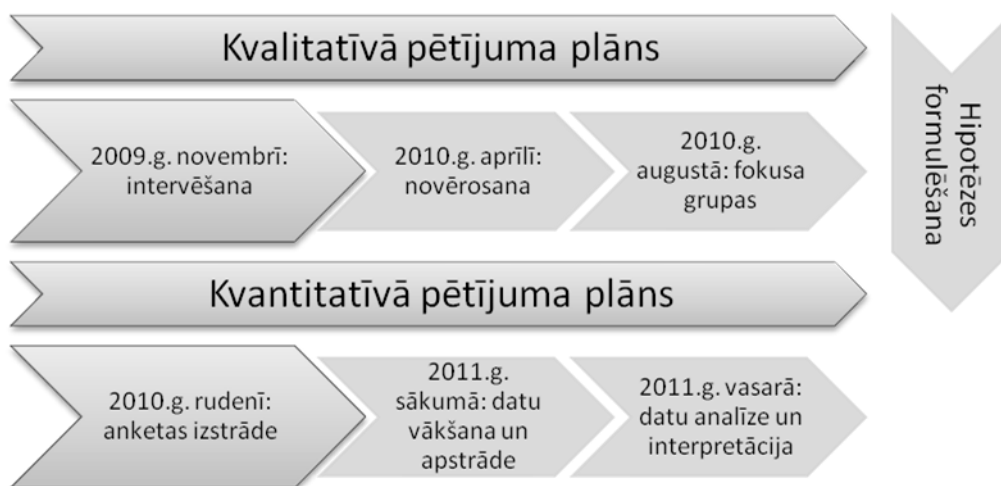 Kvalitatīvā pētījuma plāns
2009.g. novembrī:
intervēšana
2010.g. aprīlī:
novērosana
2010.g.
augustā: fokusa
grupas
Hipotēzes
formulēšana
Kvantitatīvā pētījuma plāns
2010.g. rudenī:
anketas izstrāde
2011.g.
sākumā: datu
vākšana un
apstrāde
2011.g. vasarā:
datu analīze un
interpretācija